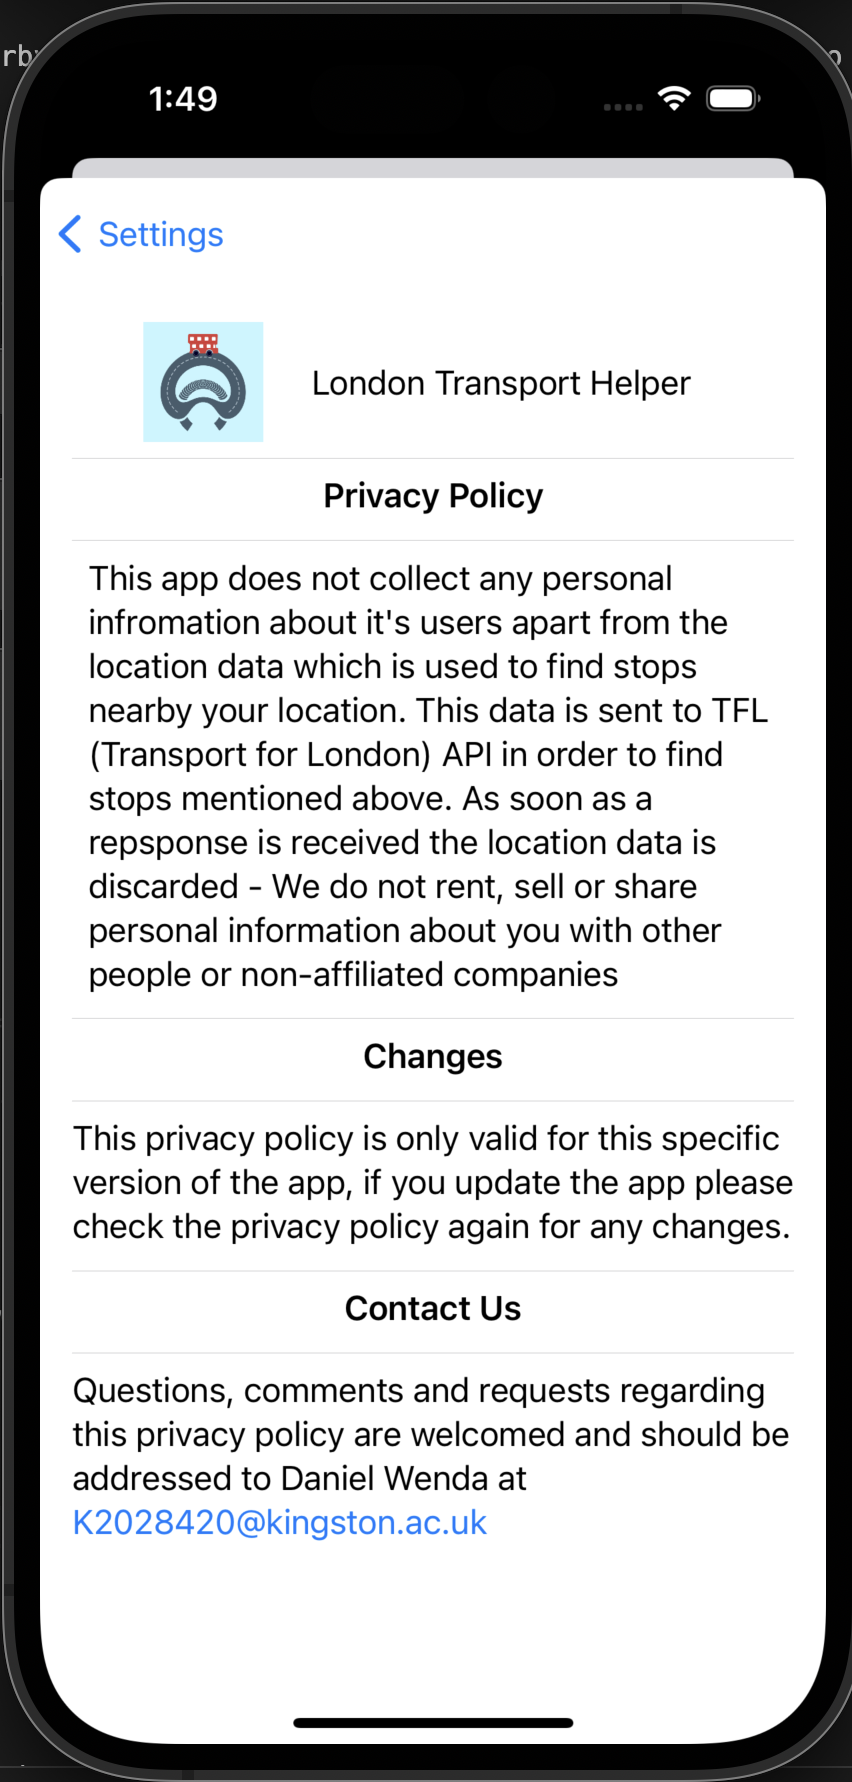 1:49
Settings
London Transport Helper
Privacy Policy
This app does not collect any personal
infromation about it's users apart from the
location data which is used to find stops
nearby your location. This data is sent to TFL
(Transport for London) API in order to find
stops mentioned above. As soon as a
repsponse is received the location data is
discarded - We do not rent, sell or share
personal information about you with other
people or non-affiliated companies
Changes
This privacy policy is only valid for this specific
version of the app, if you update the app please
check the privacy policy again for any changes.
Contact Us
Questions, comments and requests regarding
this privacy policy are welcomed and should be
addressed to Daniel Wenda at
K2028420@kingston.ac.uk